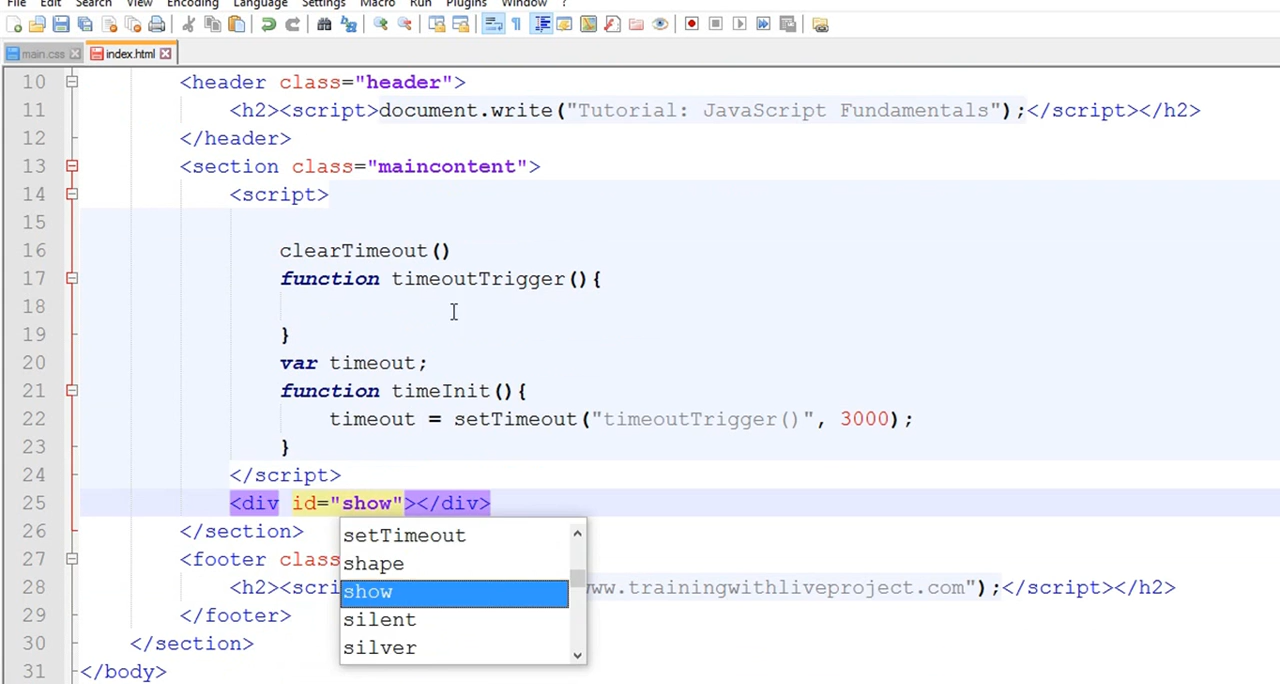 File Edit Search View Encoding Language Settings Macro Run Plugins Window ?
main.css index.html
10 <header class="header">
11 <h2><script>document.write("Tutorial: JavaScript Fundamentals");</script></h2>
12 </header>
13 <section class="maincontent">
14 <script>
15
16 clearTimeout()
17 function timeoutTrigger(){
18
19 }
20 var timeout;
21 function timeInit(){
22 timeout = setTimeout("timeoutTrigger()", 3000);
23 }
24 </script>
25 <div id="show"></div>
26 </section>
setTimeout
27 <footer class
shape
28 <h2><scri
show
ww.trainingwithliveproject.com");</script></h2>
29 </footer>
silent
30 </section>
silver
31 </body>